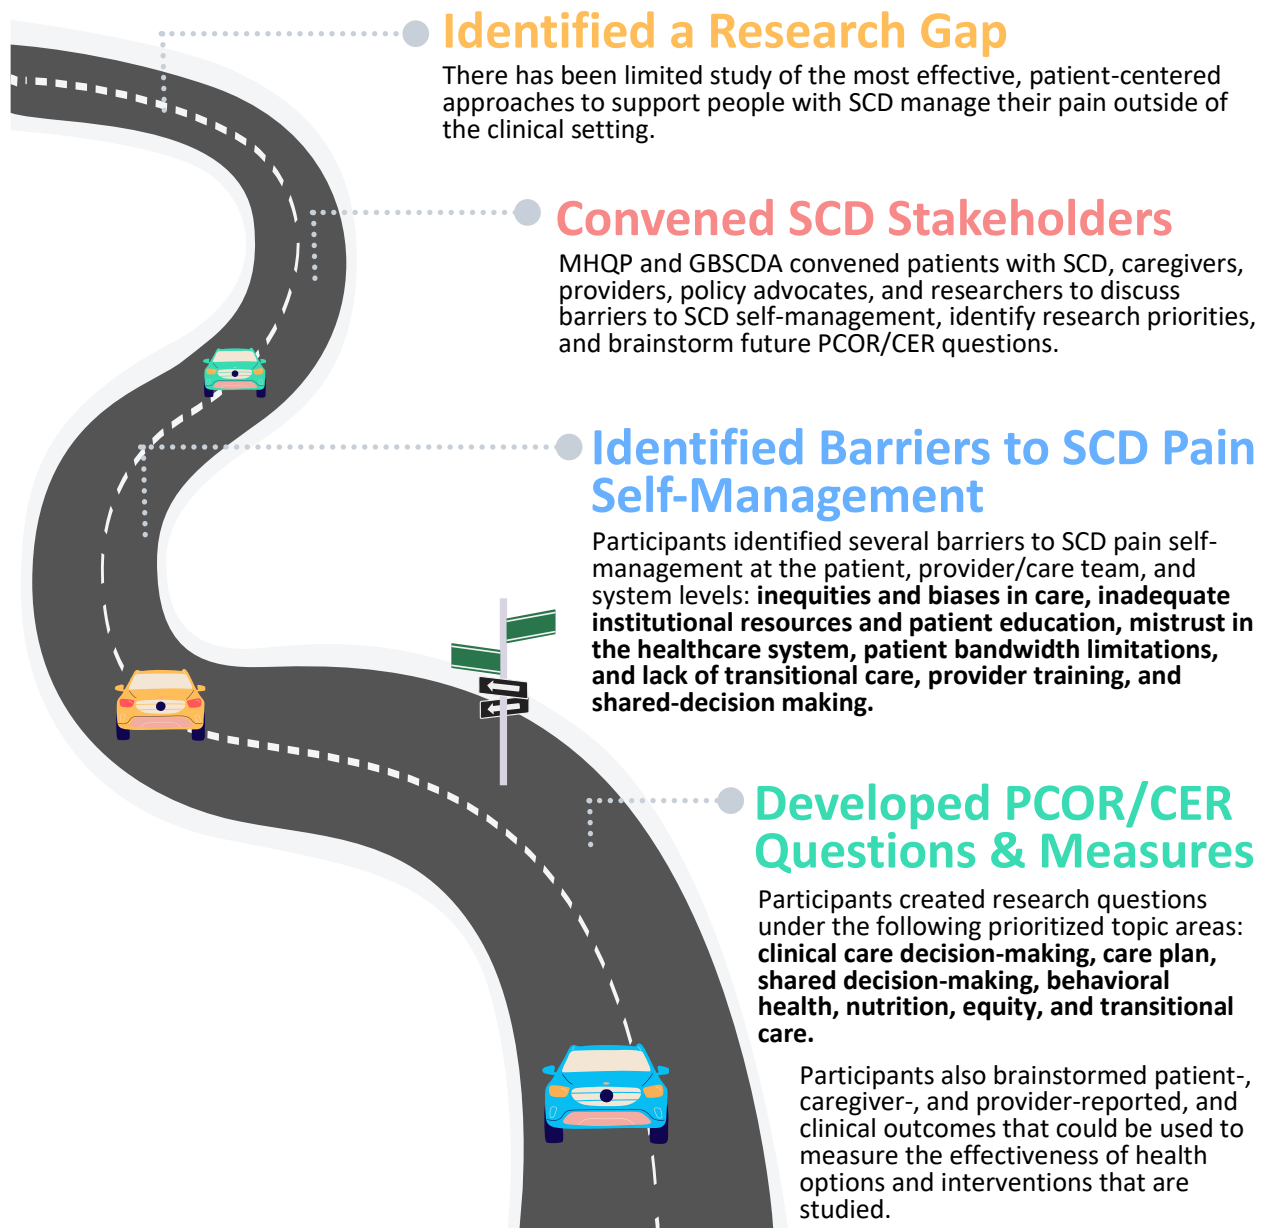 Identified a Research Gap
There has been limited study of the most effective, patient-centered
approaches to support people with SCD manage their pain outside of
the clinical setting.
Convened SCD Stakeholders
MHQP and GBSCDA convened patients with SCD, caregivers,
providers, policy advocates, and researchers to discuss
barriers to SCD self-management, identify research priorities,
and brainstorm future PCOR/CER questions.
Identified Barriers to SCD Pain
Self-Management
Participants identified several barriers to SCD pain self-
management at the patient, provider/care team, and
system levels: inequities and biases in care, inadequate
institutional resources and patient education, mistrust in
the healthcare system, patient bandwidth limitations,
and lack of transitional care, provider training, and
shared-decision making.
Developed PCOR/CER
Questions & Measures
Participants created research questions
under the following prioritized topic areas:
clinical care decision-making, care plan,
shared decision-making, behavioral
health, nutrition, equity, and transitional
care.
Participants also brainstormed patient-,
caregiver-, and provider-reported, and
clinical outcomes that could be used to
measure the effectiveness of health
options and interventions that are
studied.